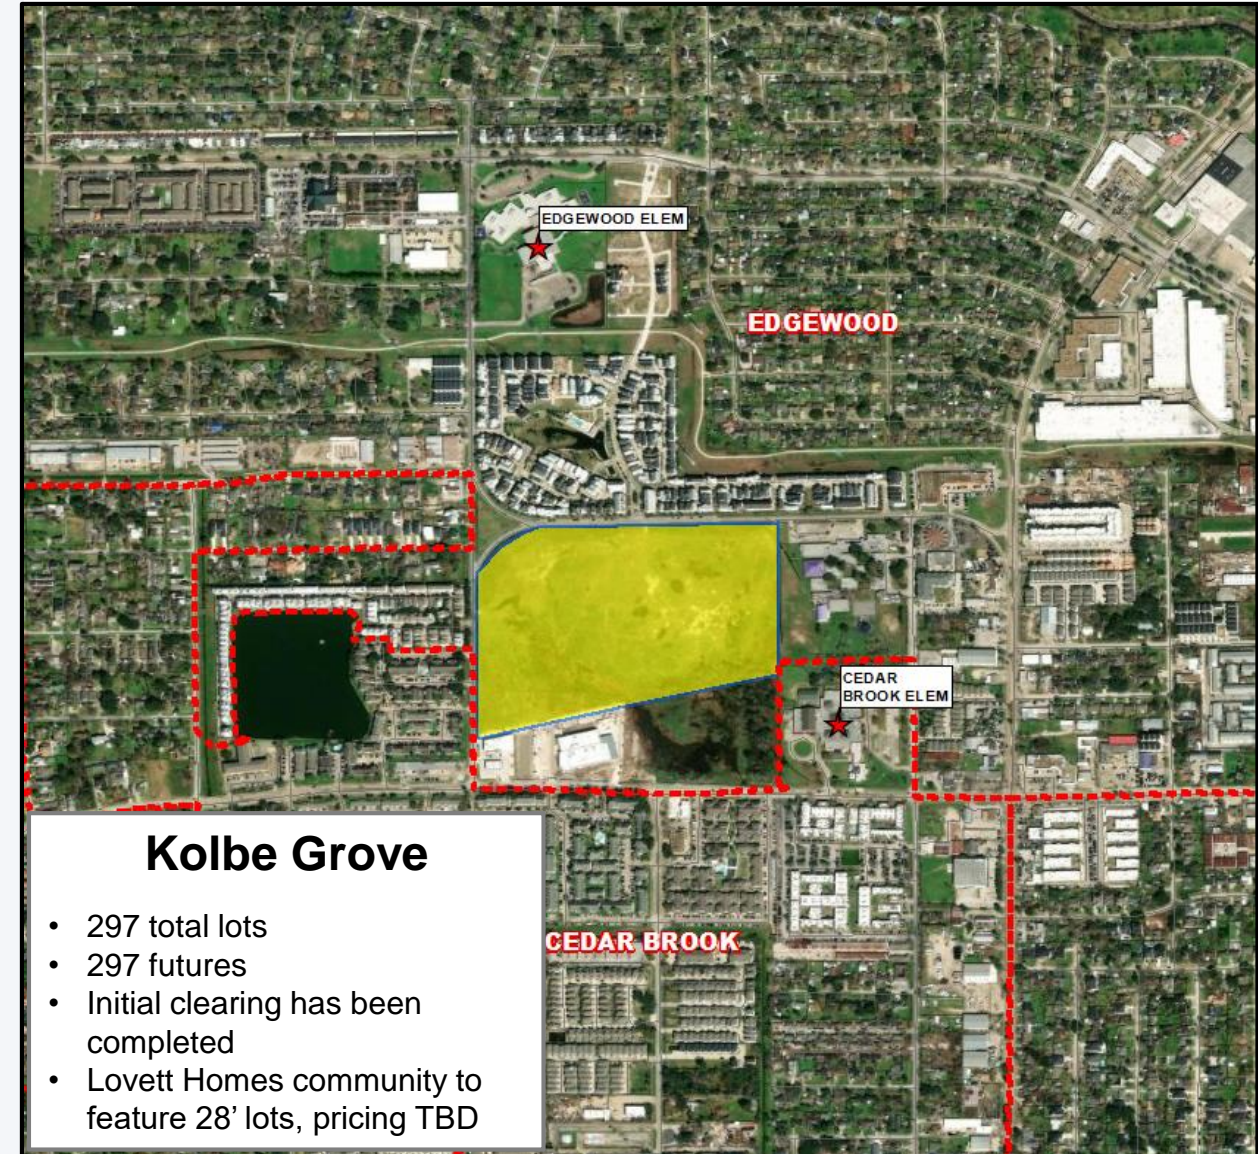 EDGEWOOD ELEM
EDGEWOOD
CEDAR
BROOK ELEM
Kolbe Grove
• 297 total lots
• 297 futures
• Initial clearing has been
completed
• Lovett Homes community to
feature 28’ lots, pricing TBD
CEDAR BROOK